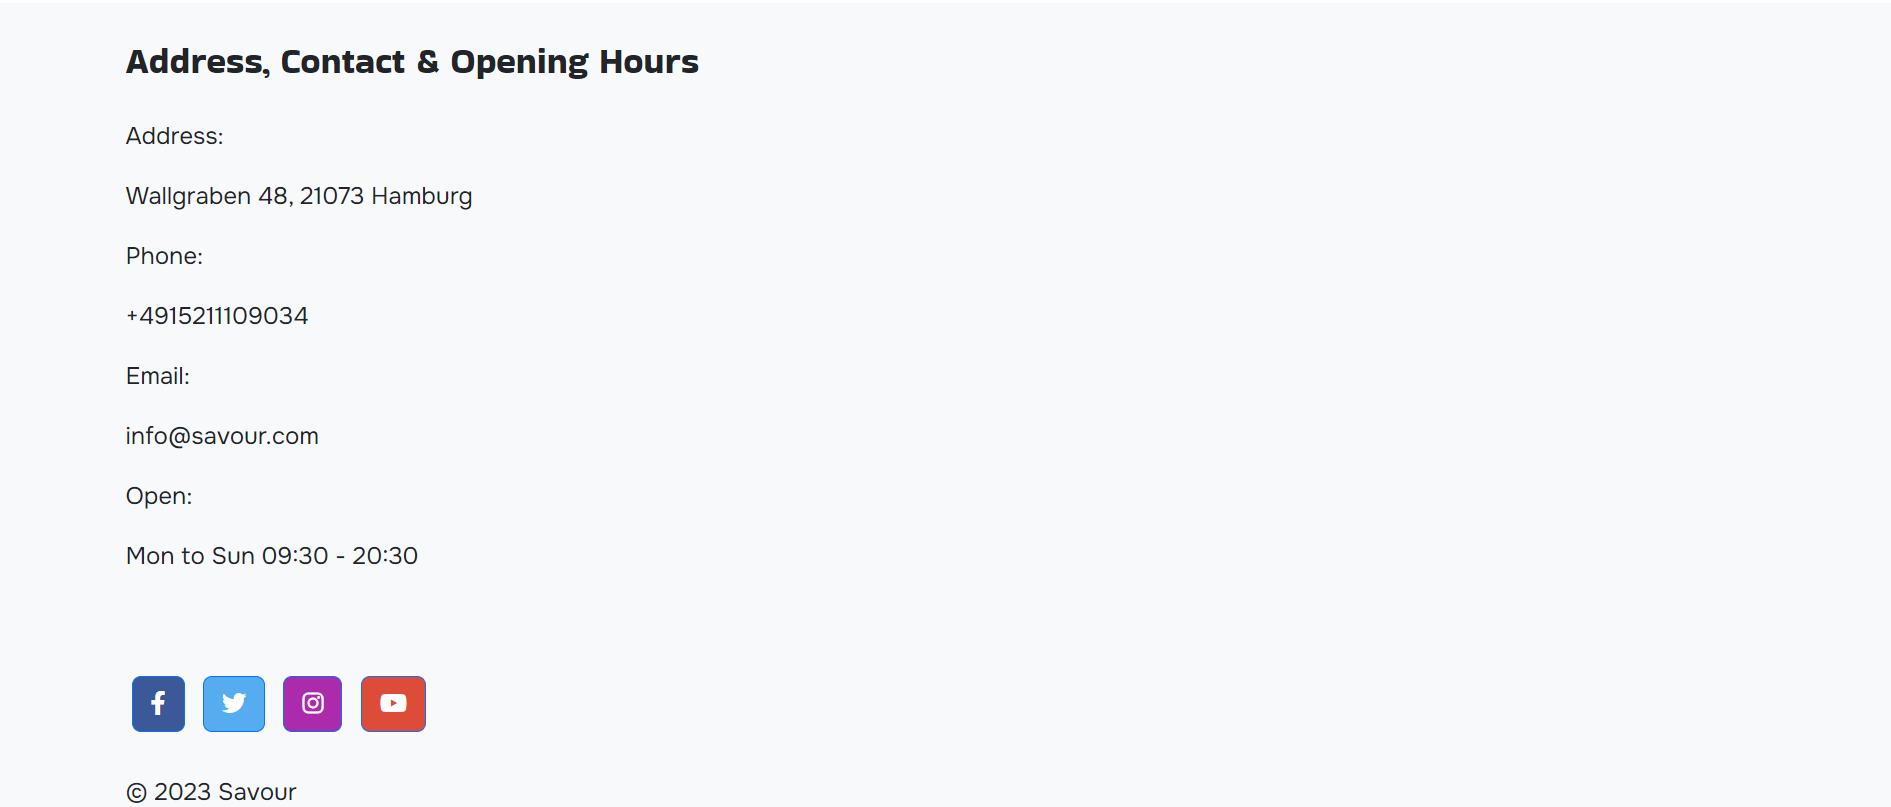 Address, Contact & Opening Hours
Address:
Wallgraben 48, 21073 Hamburg
Phone:
+4915211109034
Email:
info@savour.com
Open:
Mon to Sun 09:30 - 20:30
© 2023 Savour